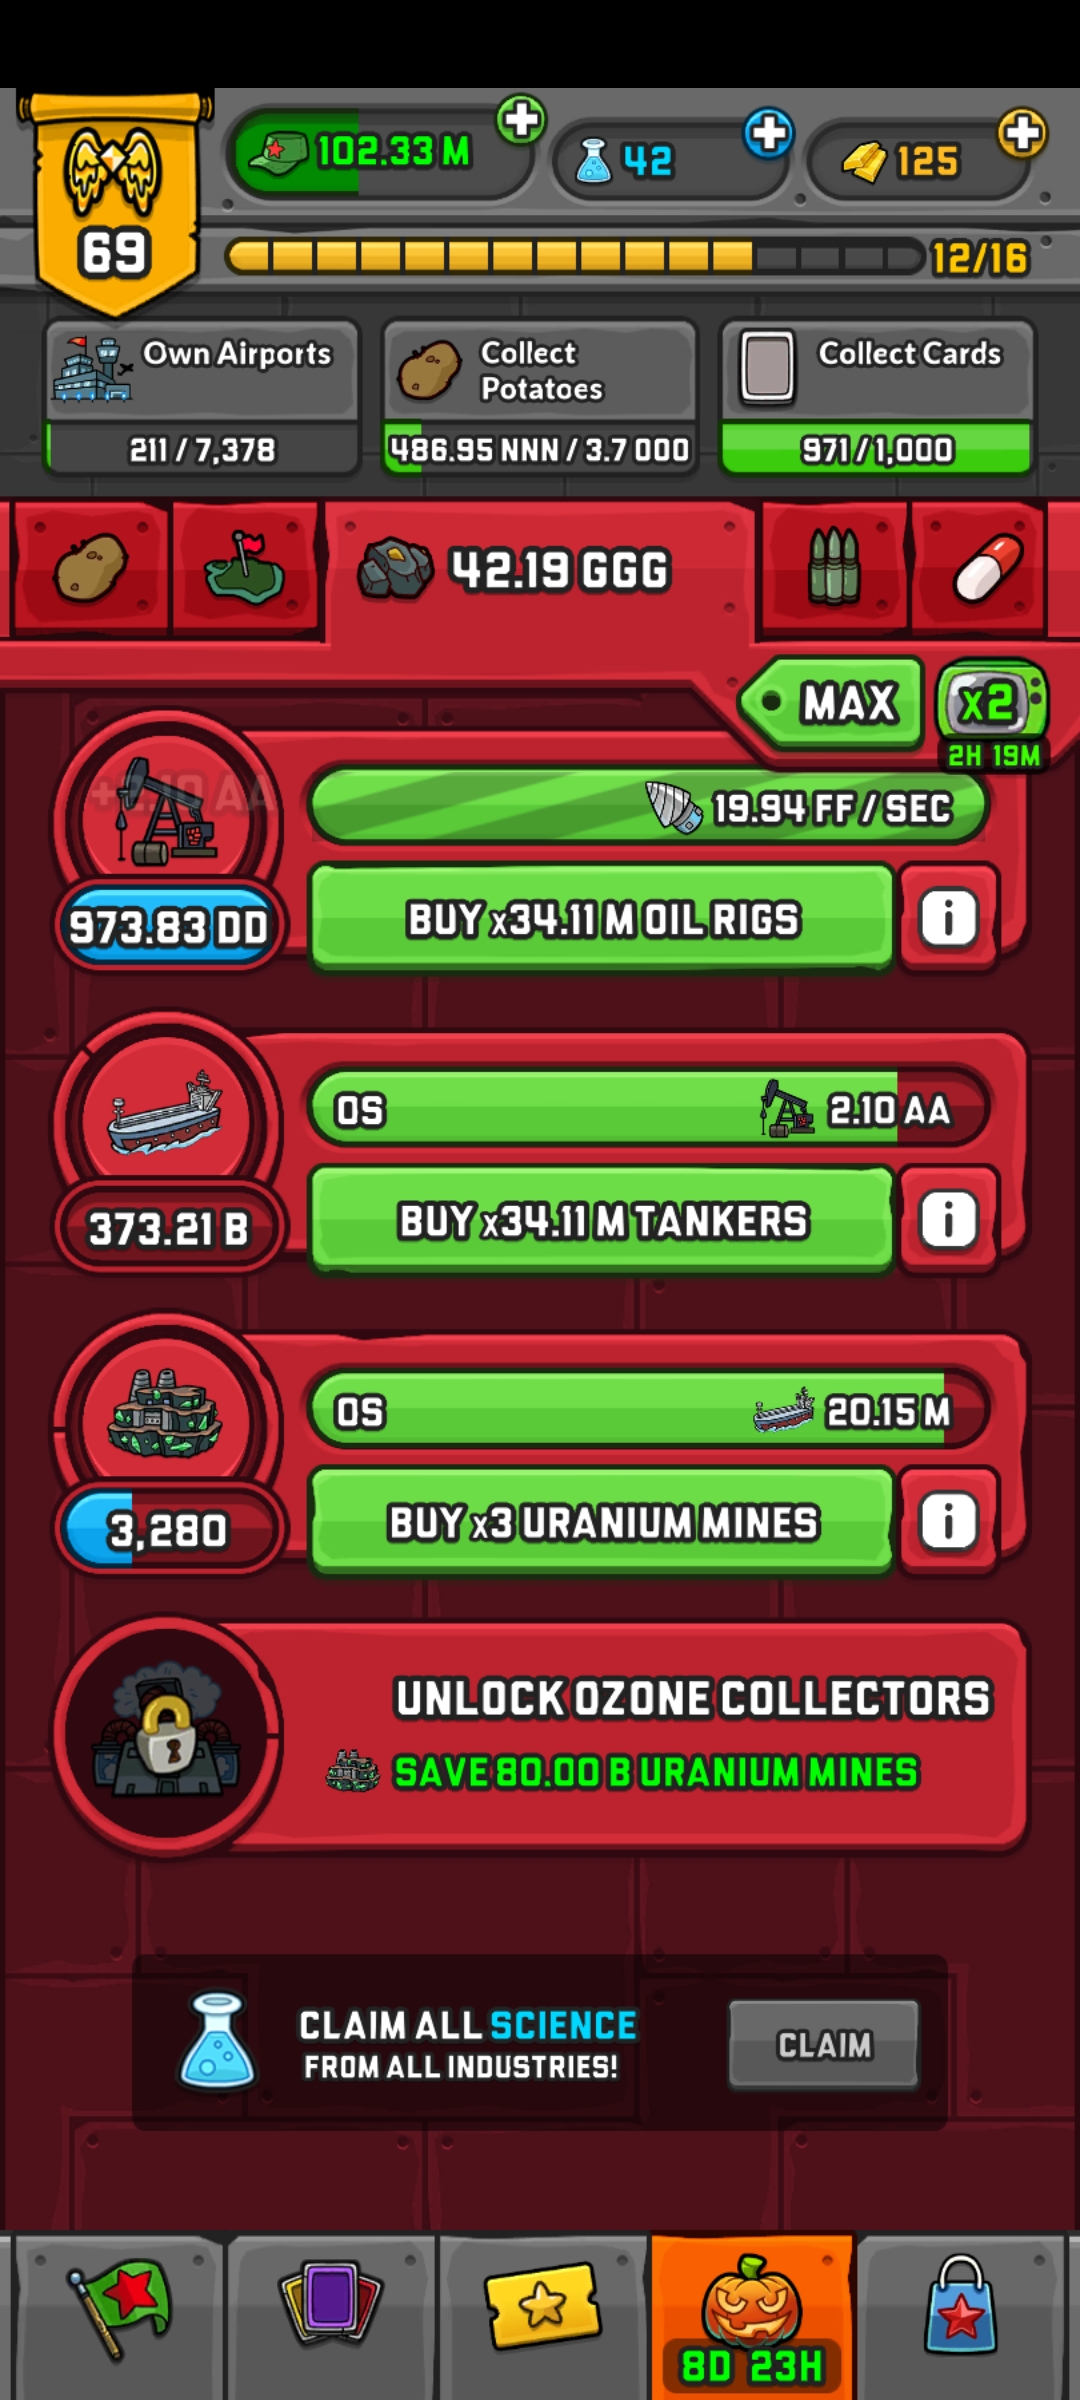 69
102.33 M
42
125
12/16
Own Airports
211 / 7,378
Collect
Potatoes
486.95 NNN / 3.7 OOO
Collect Cards
971 / 1,000
42.19 GGG
MAX
x2
2H 19M
+2.10 AA
19.94 FF / SEC
973.83 DD
BUY x34.11 M OIL RIGS
i
0S
2.10 AA
373.21 B
BUY x34.11 M TANKERS
i
0S
20.15 M
3,280
BUY x3 URANIUM MINES
i
UNLOCK OZONE COLLECTORS
SAVE 80.00 B URANIUM MINES
CLAIM ALL SCIENCE
FROM ALL INDUSTRIES!
CLAIM
8D 23H